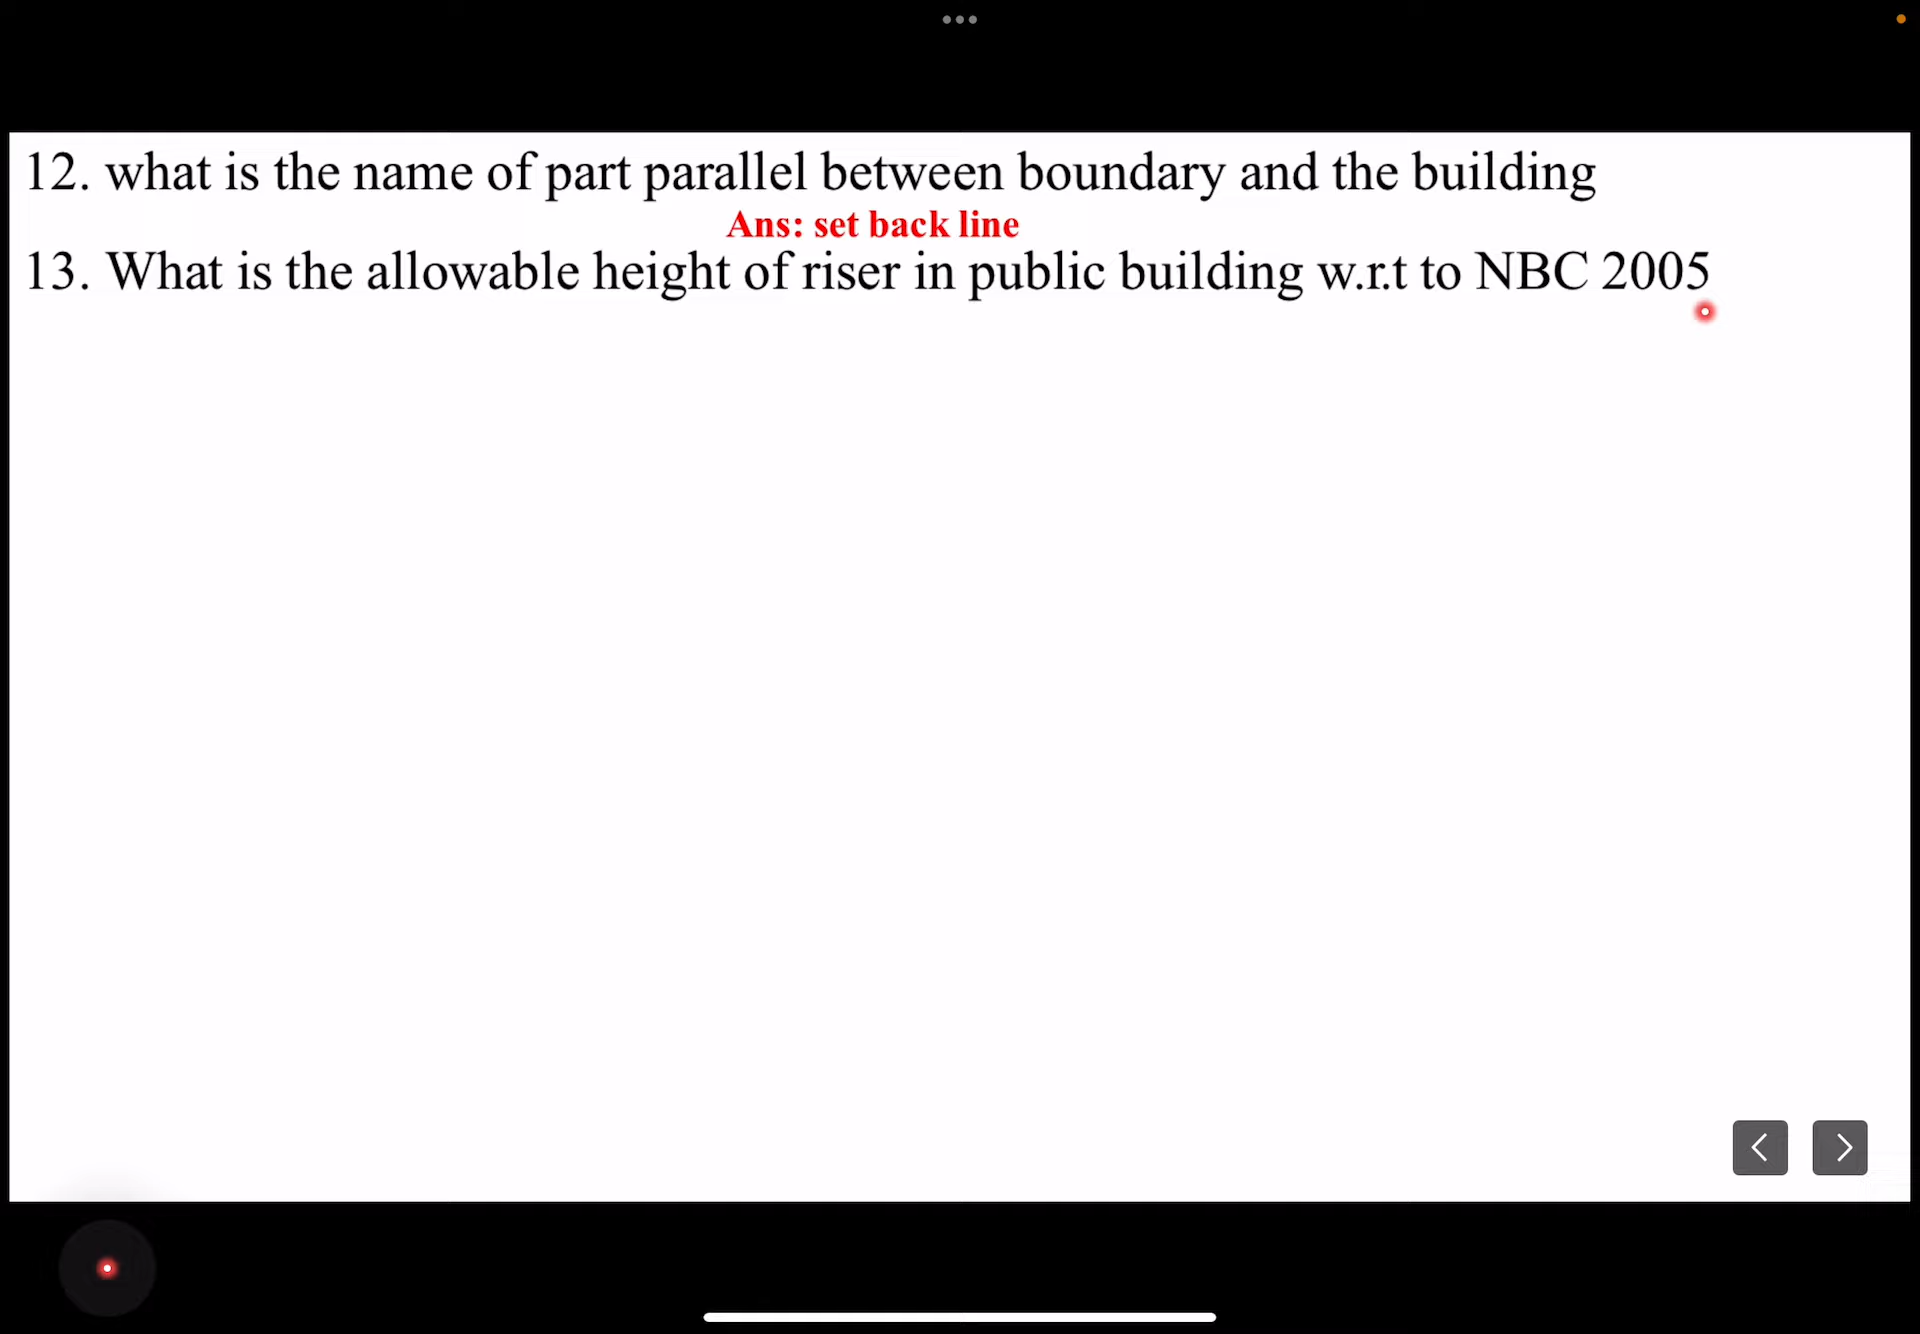 12. what is the name of part parallel between boundary and the building
Ans: set back line
13. What is the allowable height of riser in public building w.r.t to NBC 2005